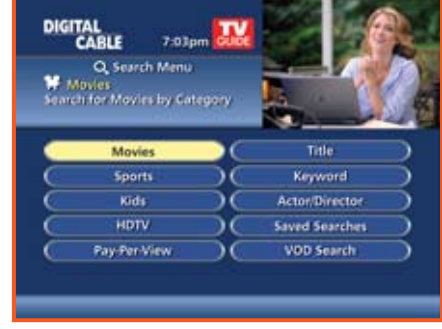 DIGITAL
CABLE
7:03pm
TV
GUIDE
Search Menu
Movies
Search for Movies by Category
Movies
Title
Sports
Keyword
Kids
Actor/Director
HDTV
Saved Searches
Pay-Per-View
VOD Search